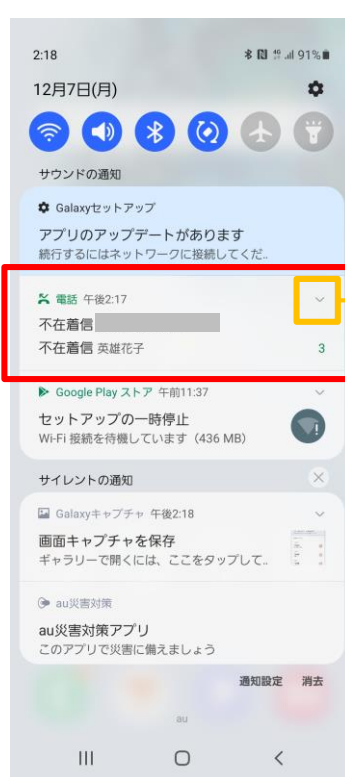 2:18 91%
12月7日(月)
サウンドの通知
Galaxyセットアップ
アプリのアップデートがあります
続行するにはネットワークに接続してくだ..
電話 午後2:17
不在着信
不在着信 英雄花子 3
Google Play ストア 午前11:37
セットアップの一時停止
Wi-Fi 接続を待機しています（436 MB）
サイレントの通知
Galaxyキャプチャ 午後2:18
画面キャプチャを保存
ギャラリーで開くには、ここをタップして..
au災害対策
au災害対策アプリ
このアプリで災害に備えましょう
通知設定 消去
au